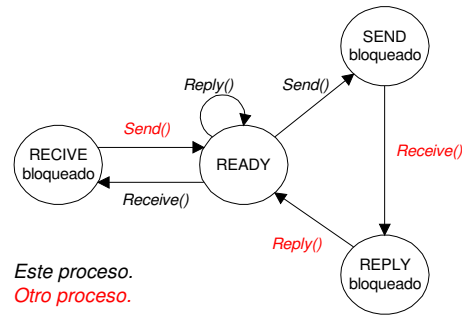 SEND
bloqueado
Reply()
Send()
Send()
RECIVE
bloqueado
READY
Receive()
Receive()
Reply()
REPLY
bloqueado
Este proceso.
Otro proceso.